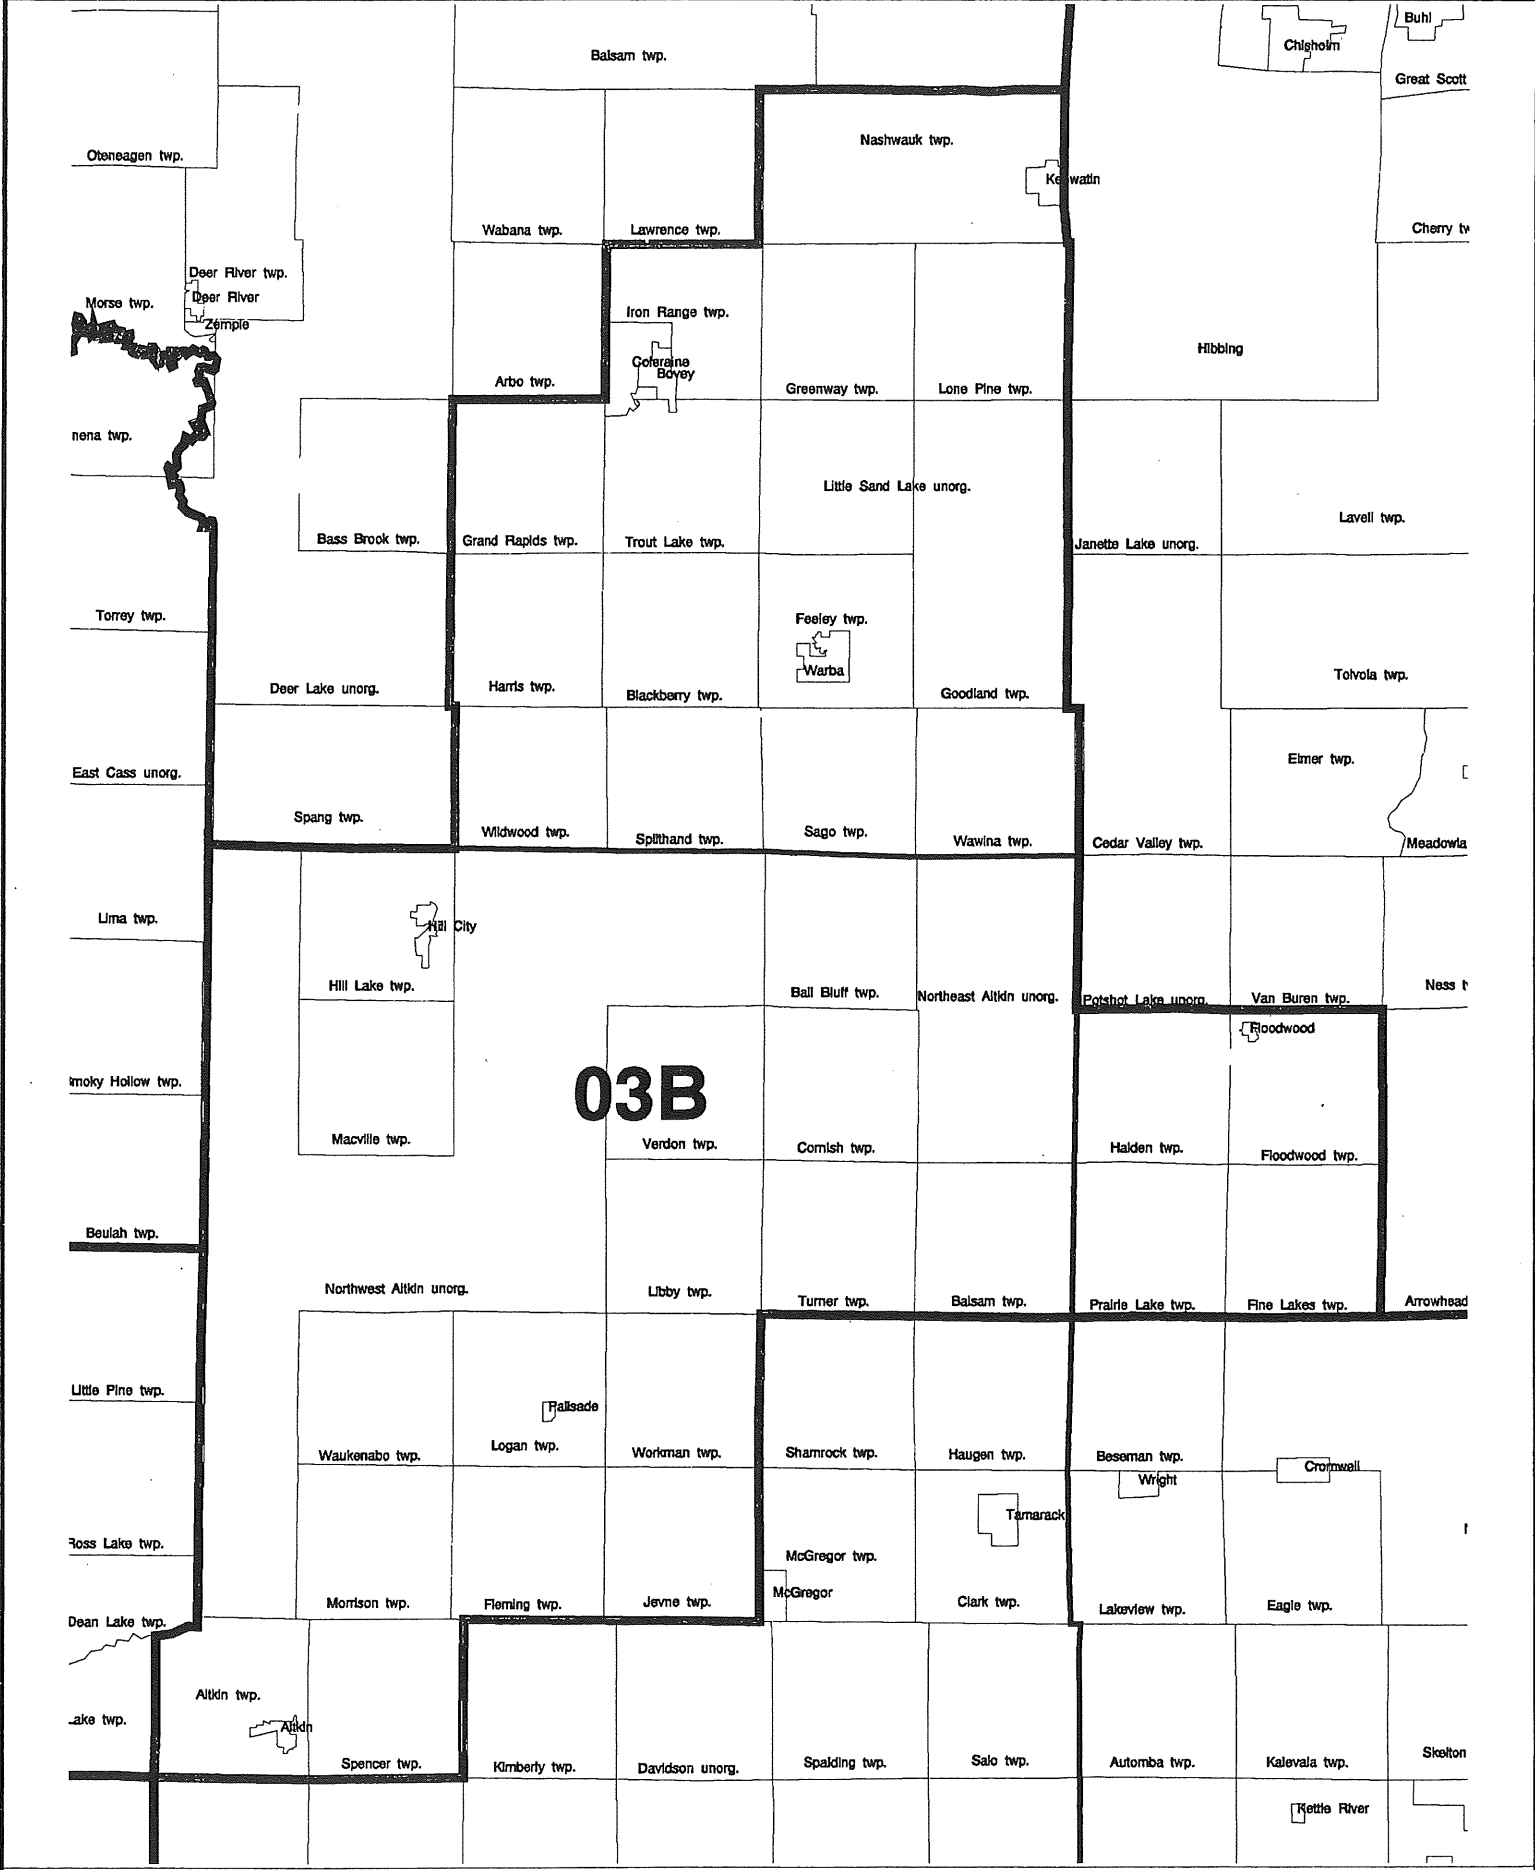 Buhl
Chisholm
Balsam twp.
Great Scott
Nashwauk twp.
Oteneagen twp.
Wabana twp.
Lawrence twp.
Cherry tw
Deer River twp.
Deer River
Morse twp.
Iron Range twp.
Zemple
Hibbing
Coleraine
Bovey
Arbo twp.
Greenway twp.
Lone Pine twp.
nena twp.
Little Sand Lake unorg.
Lavell twp.
Bass Brook twp.
Grand Rapids twp.
Trout Lake twp.
Janette Lake unorg.
Torrey twp.
Feeley twp.
Warba
Tolvola twp.
Deer Lake unorg.
Harris twp.
Blackberry twp.
Goodland twp.
East Cass unorg.
Elmer twp.
Spang twp.
Wildwood twp.
Splithand twp.
Sago twp.
Wawina twp.
Cedar Valley twp.
Meadowla
Lima twp.
Hill City
Hill Lake twp.
Ball Bluff twp.
Northeast Aitkin unorg.
Potshot Lake unorg.
Van Buren twp.
Ness t
Floodwood
moky Hollow twp.
03B
Macville twp.
Verdon twp.
Cornish twp.
Halden twp.
Floodwood twp.
Beulah twp.
Northwest Aitkin unorg.
Libby twp.
Turner twp.
Balsam twp.
Prairie Lake twp.
Fine Lakes twp.
Arrowhead
Little Pine twp.
Palisade
Waukenabo twp.
Logan twp.
Workman twp.
Shamrock twp.
Haugen twp.
Beseman twp.
Cromwell
Wright
Tamarack
Ross Lake twp.
McGregor twp.
McGregor
Morrison twp.
Fleming twp.
Jevne twp.
Clark twp.
Lakeview twp.
Eagle twp.
Dean Lake twp.
Aitkin twp.
ake twp.
Aitkin
Spencer twp.
Kimberly twp.
Davidson unorg.
Spalding twp.
Salo twp.
Automba twp.
Kalevala twp.
Skelton
Kettle River